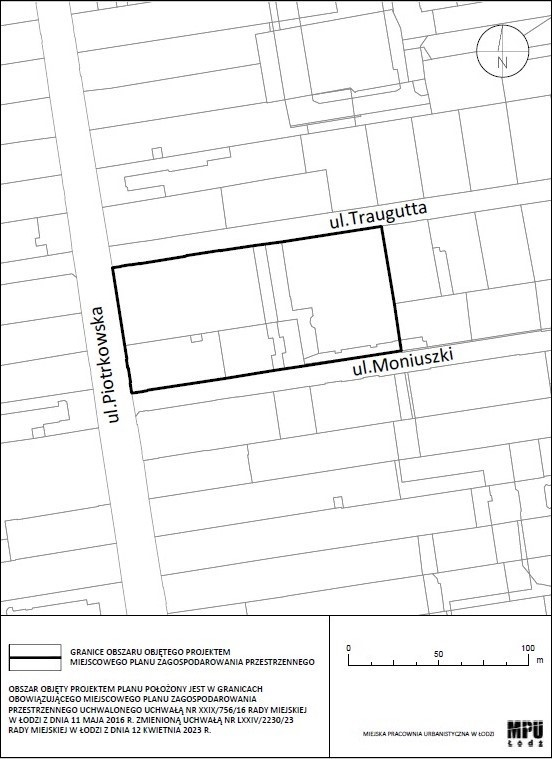 N
ul.Traugutta
ul.Piotrkowska
ul.Moniuszki
GRANICE OBSZARU OBJĘTEGO PROJEKTEM
MIEJSCOWEGO PLANU ZAGOSPODAROWANIA PRZESTRZENNEGO
OBSZAR OBJĘTY PROJEKTEM PLANU POŁOŻONY JEST W GRANICACH
OBOWIĄZUJĄCEGO MIEJSCOWEGO PLANU ZAGOSPODAROWANIA
PRZESTRZENNEGO UCHWALONEGO UCHWAŁĄ NR XXIX/756/16 RADY MIEJSKIEJ
W ŁODZI Z DNIA 11 MAJA 2016 R. ZMIENIONĄ UCHWAŁĄ NR LXXIV/2230/23
RADY MIEJSKIEJ W ŁODZI Z DNIA 12 KWIETNIA 2023 R.
0 50 100
m
MIEJSKA PRACOWNIA URBANISTYCZNA W ŁODZI
MPU
Łódź